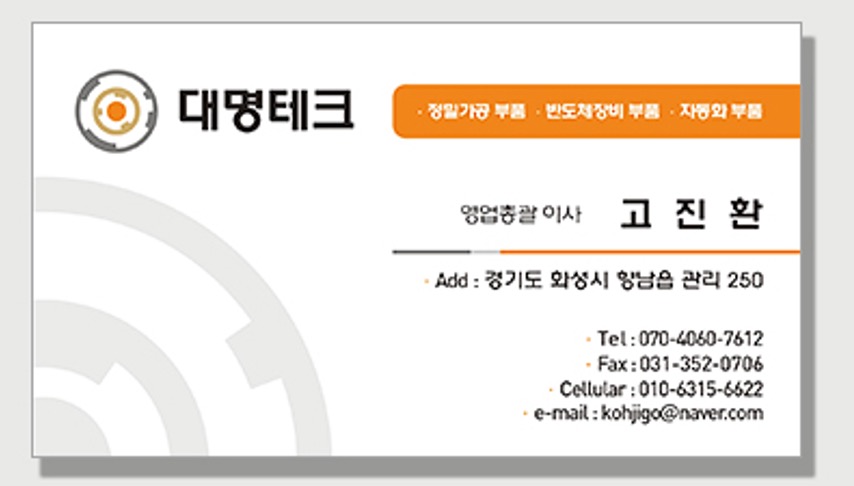 대명테크
· 정밀가공 부품 · 반도체장비 부품 · 자동화 부품
영업총괄 이사 고 진 환
· Add : 경기도 화성시 향남읍 관리 250
· Tel : 070-4060-7612
· Fax : 031-352-0706
· Cellular : 010-6315-6622
· e-mail : kohjigo@naver.com